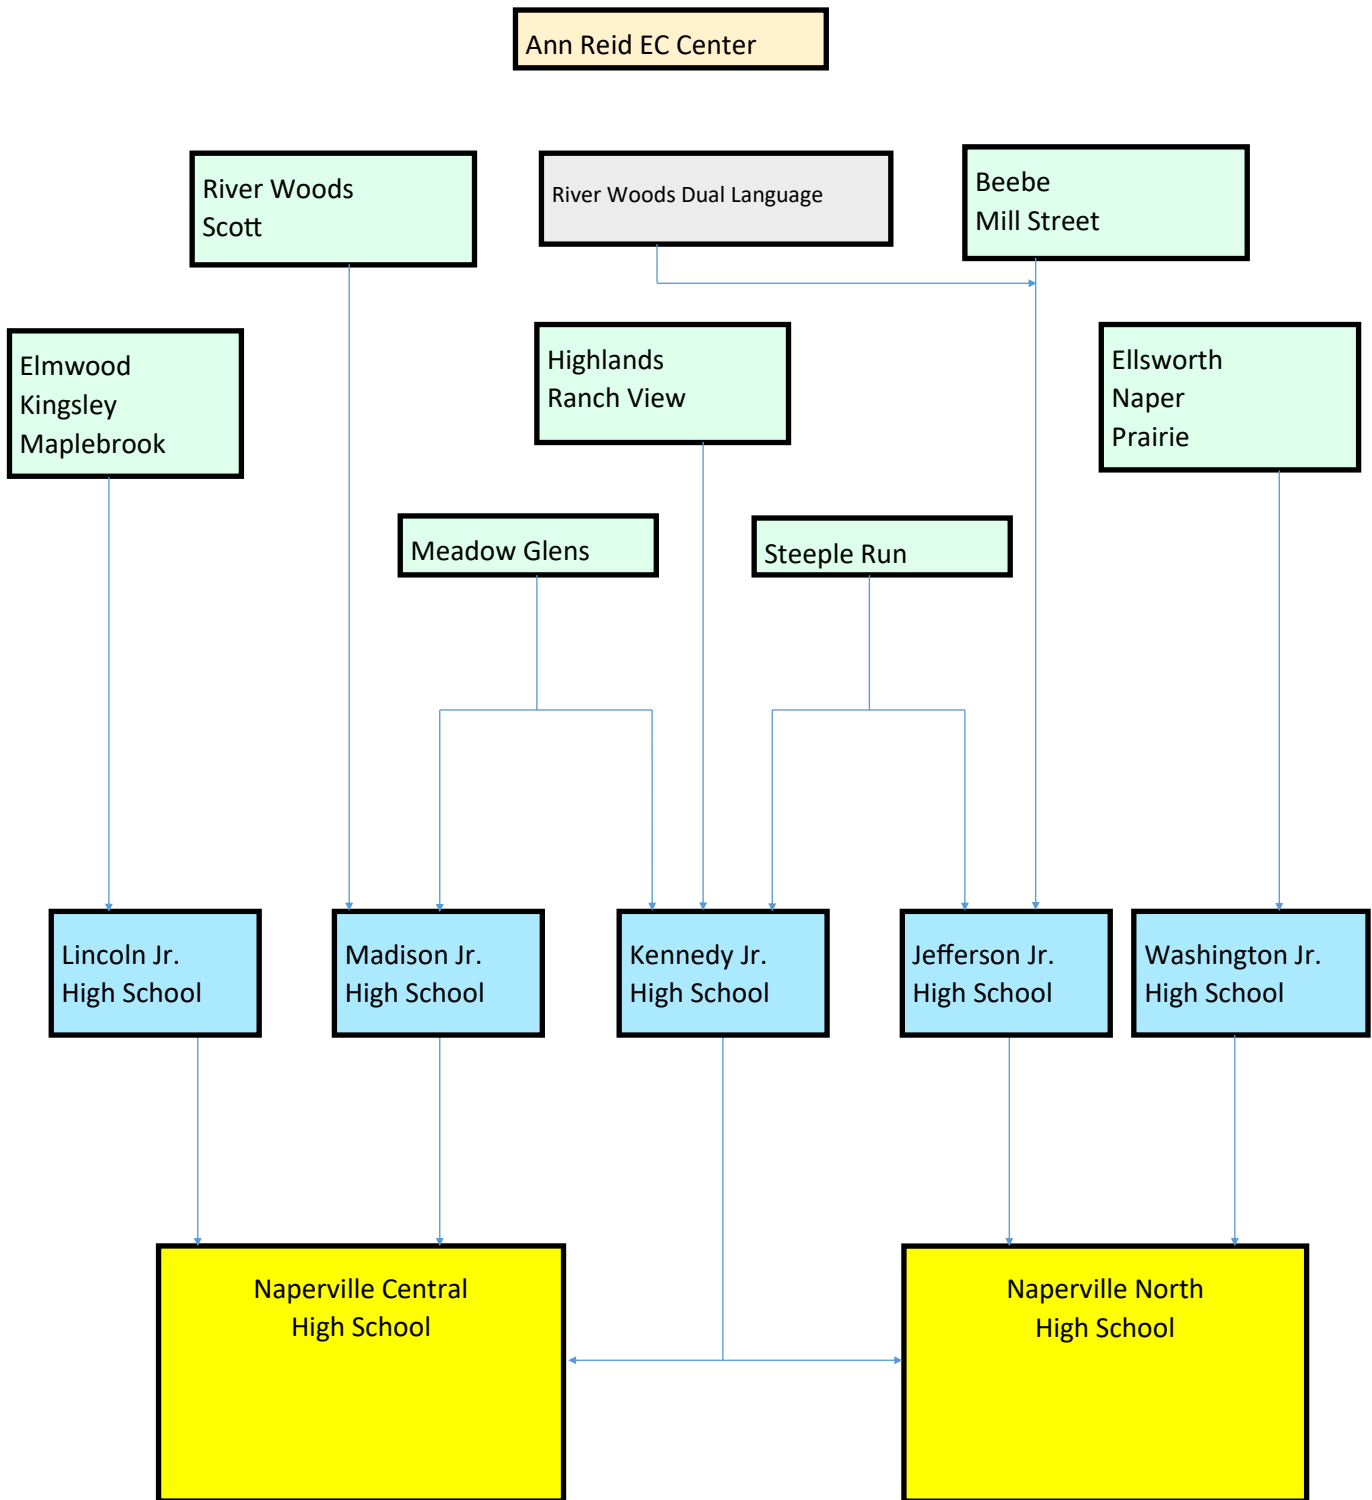 Ann Reid EC Center
River Woods
Scott
River Woods Dual Language
Beebe
Mill Street
Elmwood
Kingsley
Maplebrook
Highlands
Ranch View
Ellsworth
Naper
Prairie
Meadow Glens
Steeple Run
Lincoln Jr.
High School
Madison Jr.
High School
Kennedy Jr.
High School
Jefferson Jr.
High School
Washington Jr.
High School
Naperville Central
High School
Naperville North
High School